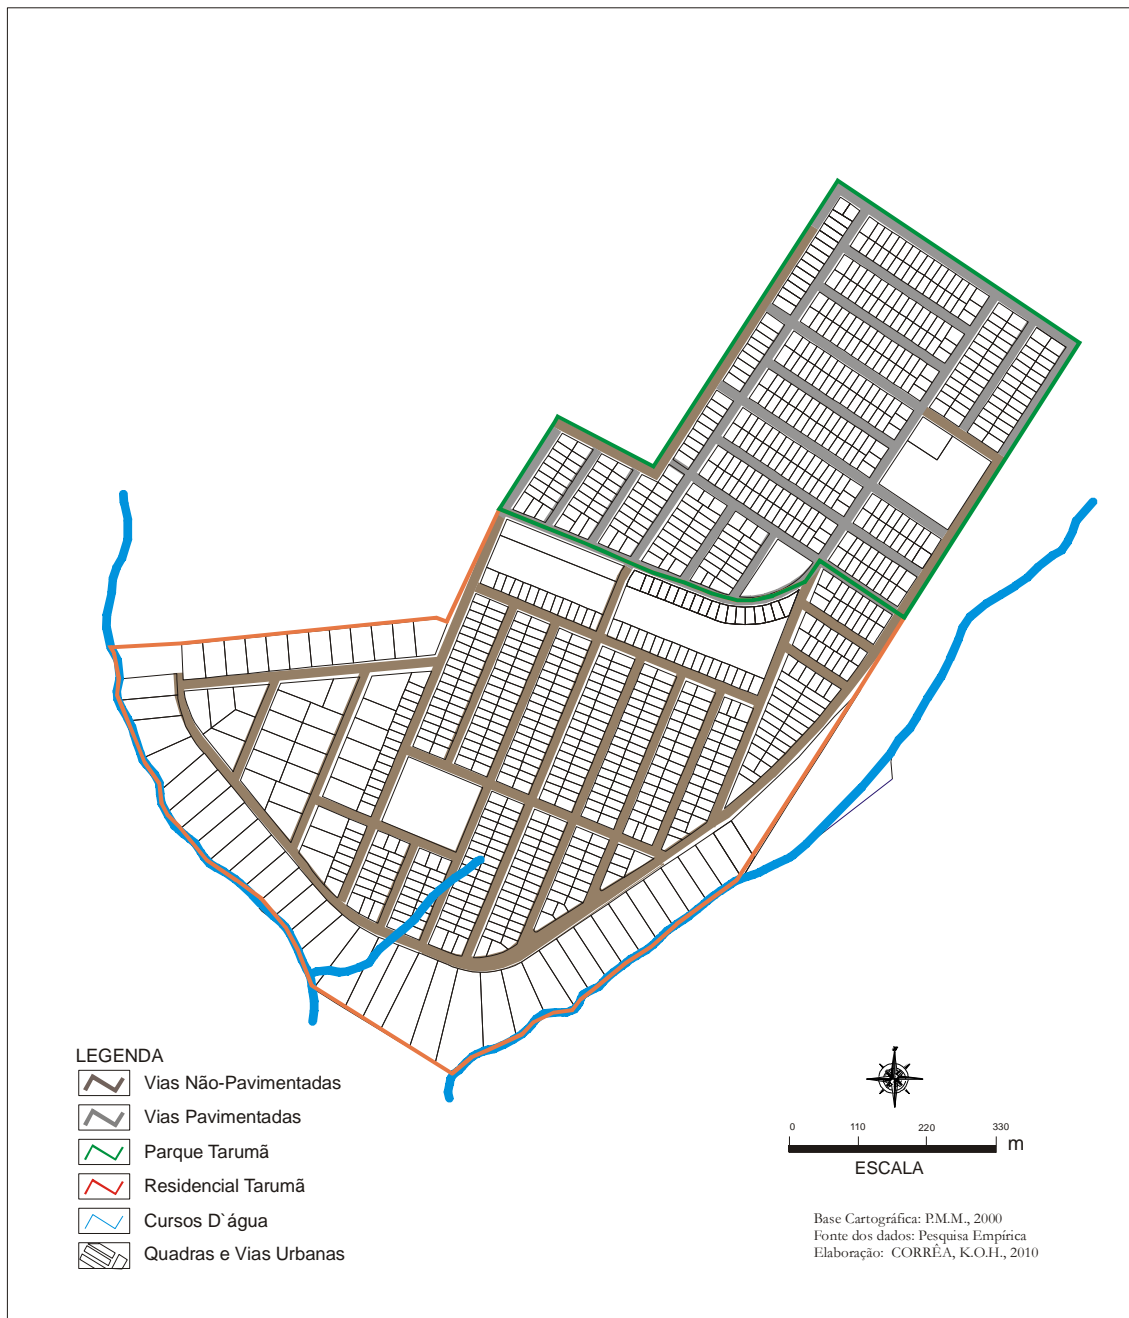 LEGENDA
Vias Não-Pavimentadas
Vias Pavimentadas
Parque Tarumã
Residencial Tarumã
Cursos D`água
Quadras e Vias Urbanas
0 110 220 330
m
ESCALA
Base Cartográfica: P.M.M., 2000
Fonte dos dados: Pesquisa Empírica
Elaboração: CORRÊA, K.O.H., 2010